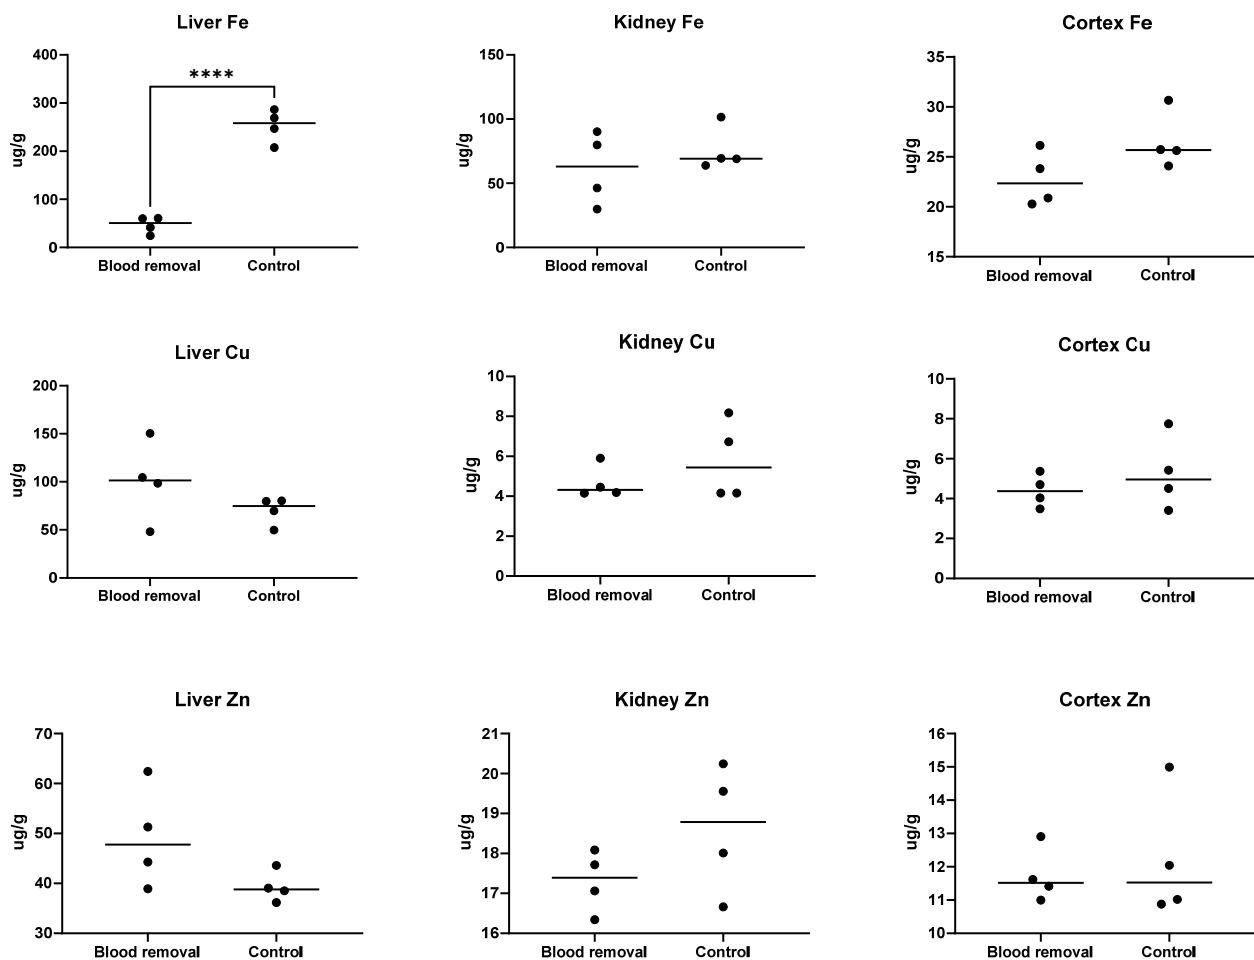 Liver Fe
400
300
200
100
0
ug/g
****
Blood removal
Control
Kidney Fe
150
100
50
0
ug/g
Blood removal
Control
Cortex Fe
35
30
25
20
15
ug/g
Blood removal
Control
Liver Cu
200
150
100
50
0
ug/g
Blood removal
Control
Kidney Cu
10
8
6
4
2
0
ug/g
Blood removal
Control
Cortex Cu
10
8
6
4
2
0
ug/g
Blood removal
Control
Liver Zn
70
60
50
40
30
ug/g
Blood removal
Control
Kidney Zn
21
20
19
18
17
16
ug/g
Blood removal
Control
Cortex Zn
16
15
14
13
12
11
10
ug/g
Blood removal
Control